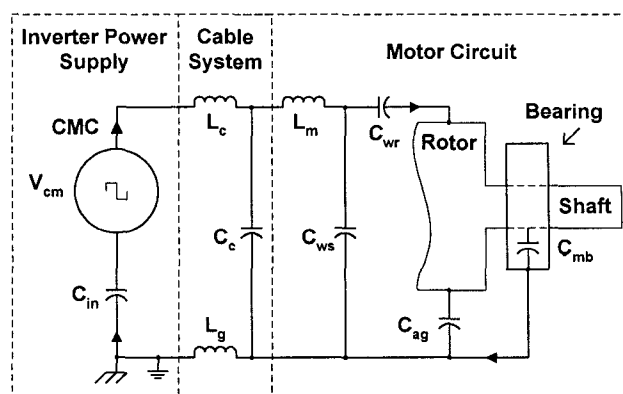 Inverter Power
Supply
Cable
System
Motor Circuit
CMC
Vcm
Cin
Lc
Lm
Cc
Cws
Lg
Cwr
Rotor
Bearing
Shaft
Cmb
Cag